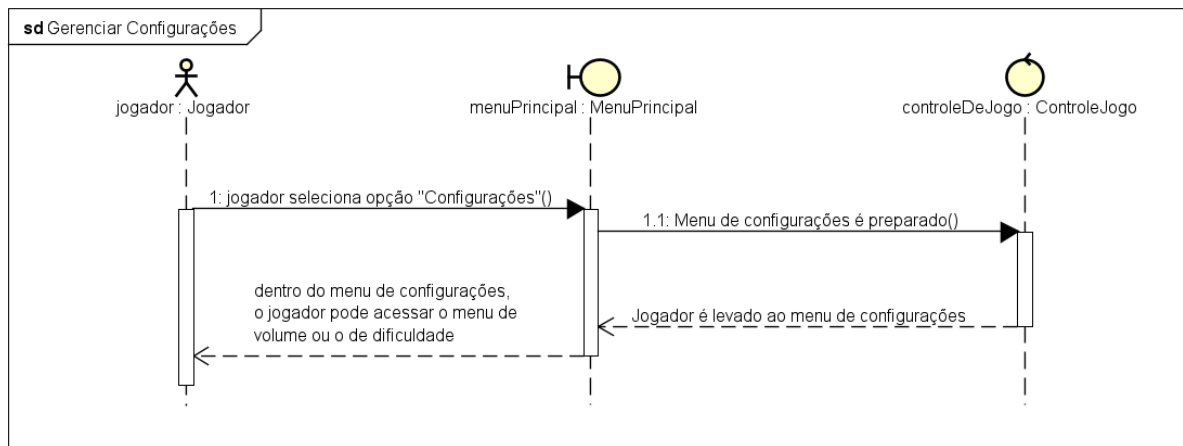 sd Gerenciar Configurações
jogador : Jogador
menuPrincipal : MenuPrincipal
controleDeJogo : ControleJogo
1: jogador seleciona opção "Configurações"()
1.1: Menu de configurações é preparado()
dentro do menu de configurações,
o jogador pode acessar o menu de
volume ou o de dificuldade
Jogador é levado ao menu de configurações